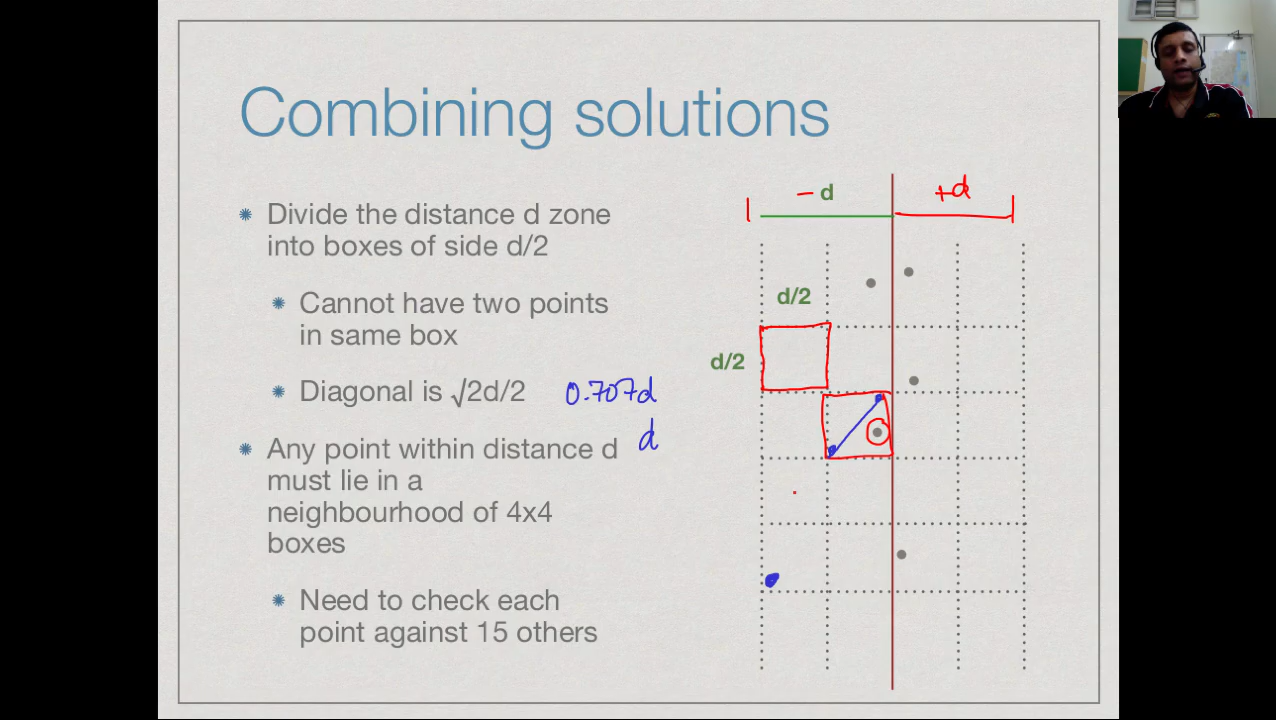 Combining solutions
Divide the distance d zone
into boxes of side d/2
Cannot have two points
in same box
Diagonal is √2d/2 0.707d
d
Any point within distance d
must lie in a
neighbourhood of 4x4
boxes
Need to check each
point against 15 others
- d +d
d/2
d/2